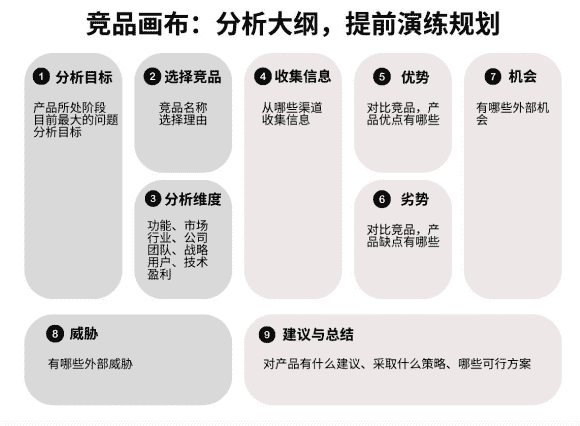 竞品画布：分析大纲，提前演练规划
1 分析目标
产品所处阶段
目前最大的问题
分析目标
2 选择竞品
竞品名称
选择理由
3 分析维度
功能、市场
行业、公司
团队、战略
用户、技术
盈利
4 收集信息
从哪些渠道
收集信息
5 优势
对比竞品，产
品优点有哪些
6 劣势
对比竞品，产
品缺点有哪些
7 机会
有哪些外部机
会
8 威胁
有哪些外部威胁
9 建议与总结
对产品有什么建议、采取什么策略、哪些可行方案